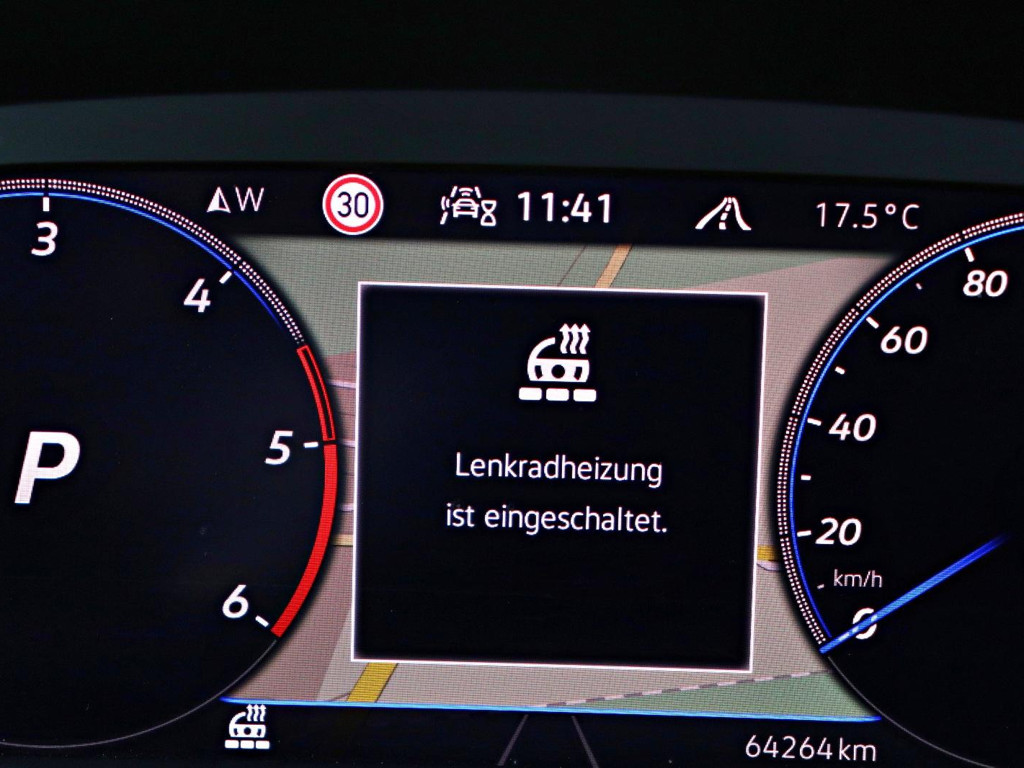 W 30 11:41 17.5°C
3
4
5
6
P
80
60
40
20
km/h
0
Lenkradheizung
ist eingeschaltet.
64264 km